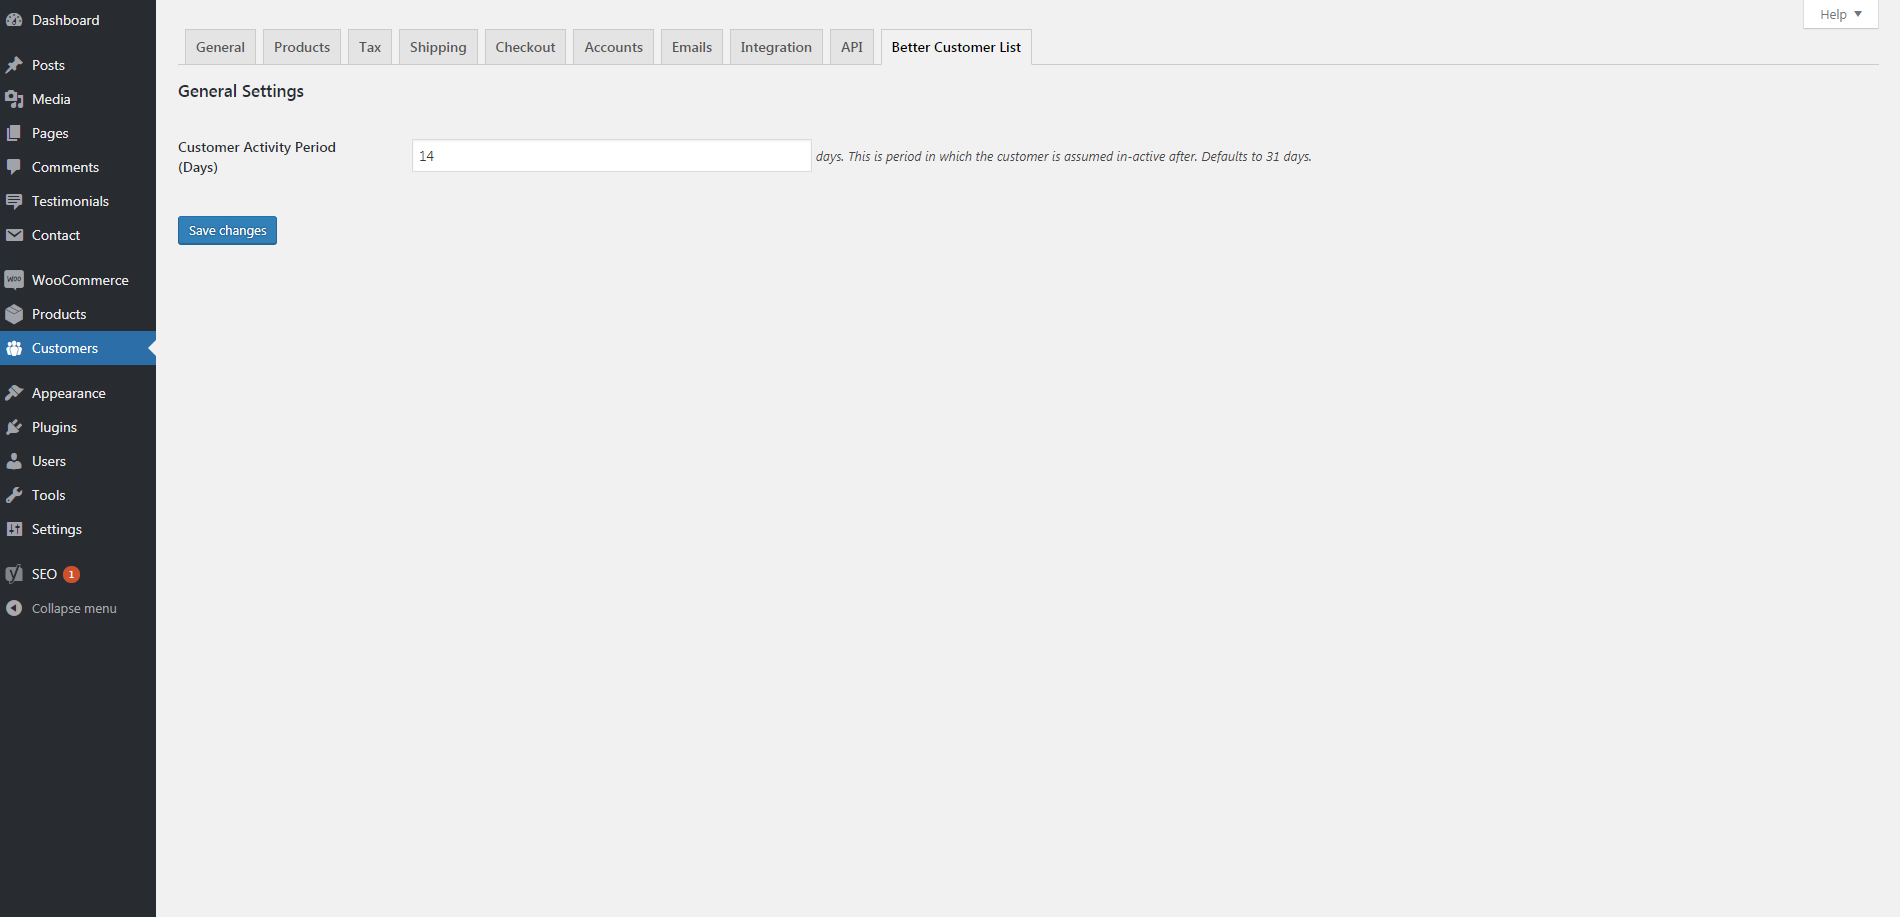 Dashboard
Posts
Media
Pages
Comments
Testimonials
Contact
WOO WooCommerce
Products
Customers
Appearance
Plugins
Users
Tools
Settings
SEO 1
Collapse menu
Help
General Products Tax Shipping Checkout Accounts Emails Integration API Better Customer List
General Settings
Customer Activity Period
(Days)
14 days. This is period in which the customer is assumed in-active after. Defaults to 31 days.
Save changes